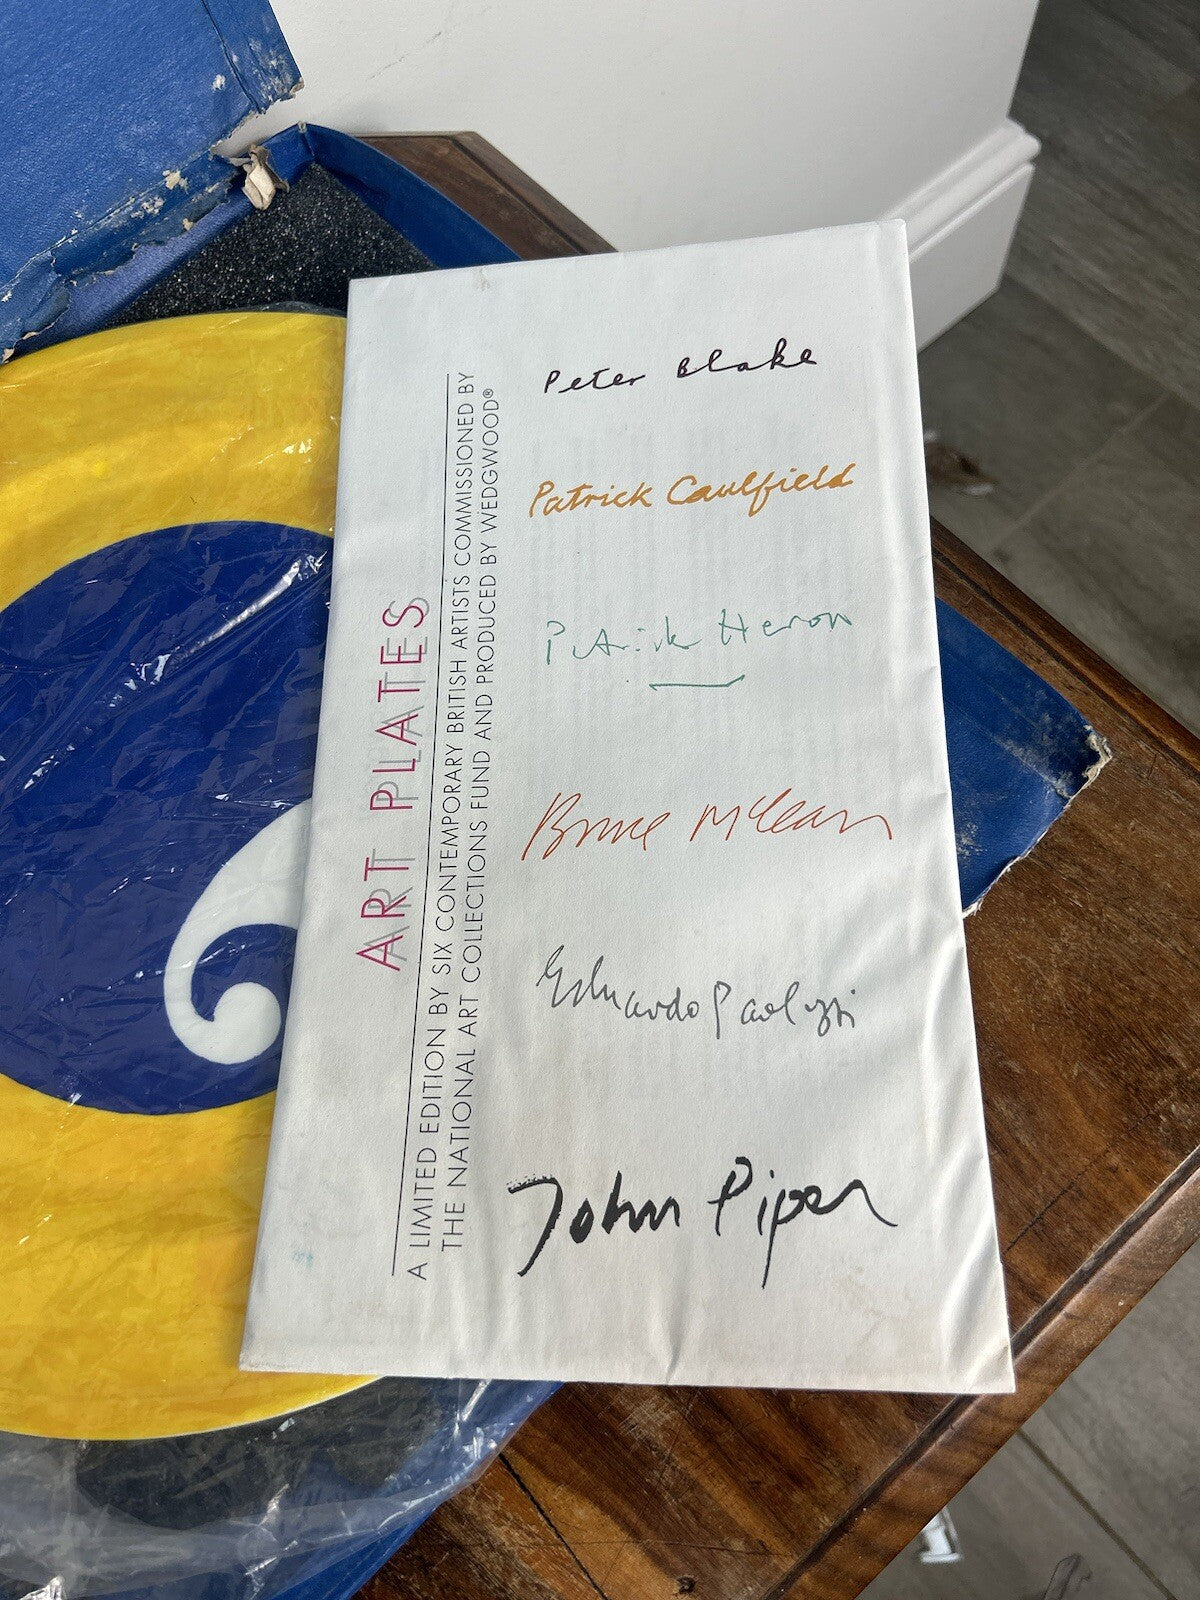 ART PLATES
A LIMITED EDITION BY SIX CONTEMPORARY BRITISH ARTISTS COMMISSIONED BY
THE NATIONAL ART COLLECTIONS FUND AND PRODUCED BY WEDGWOOD®
Peter Blake
Patrick Caulfield
Patrick Heron
Bruce McLean
Eduardo Paolozzi
John Piper